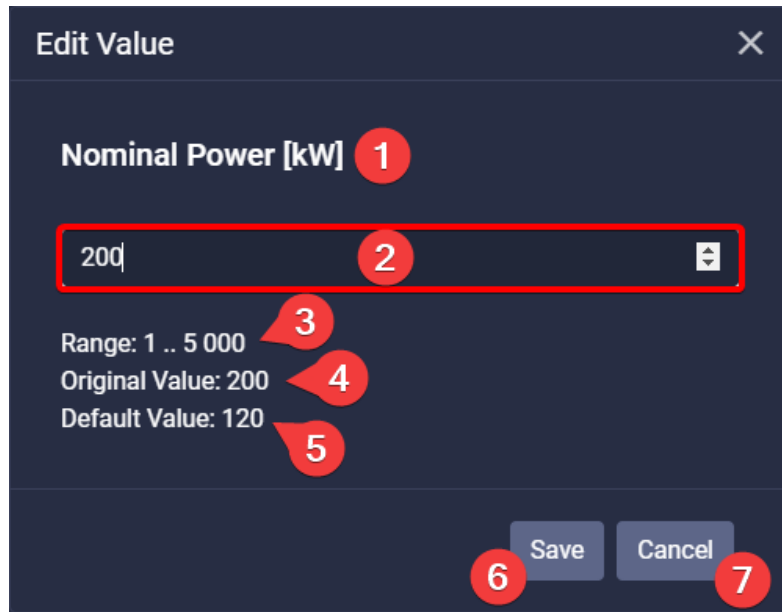 Edit Value
Nominal Power [kW] 1
200 2
3
Range: 1 .. 5 000
Original Value: 200 4
Default Value: 120
5
Save Cancel
6 7